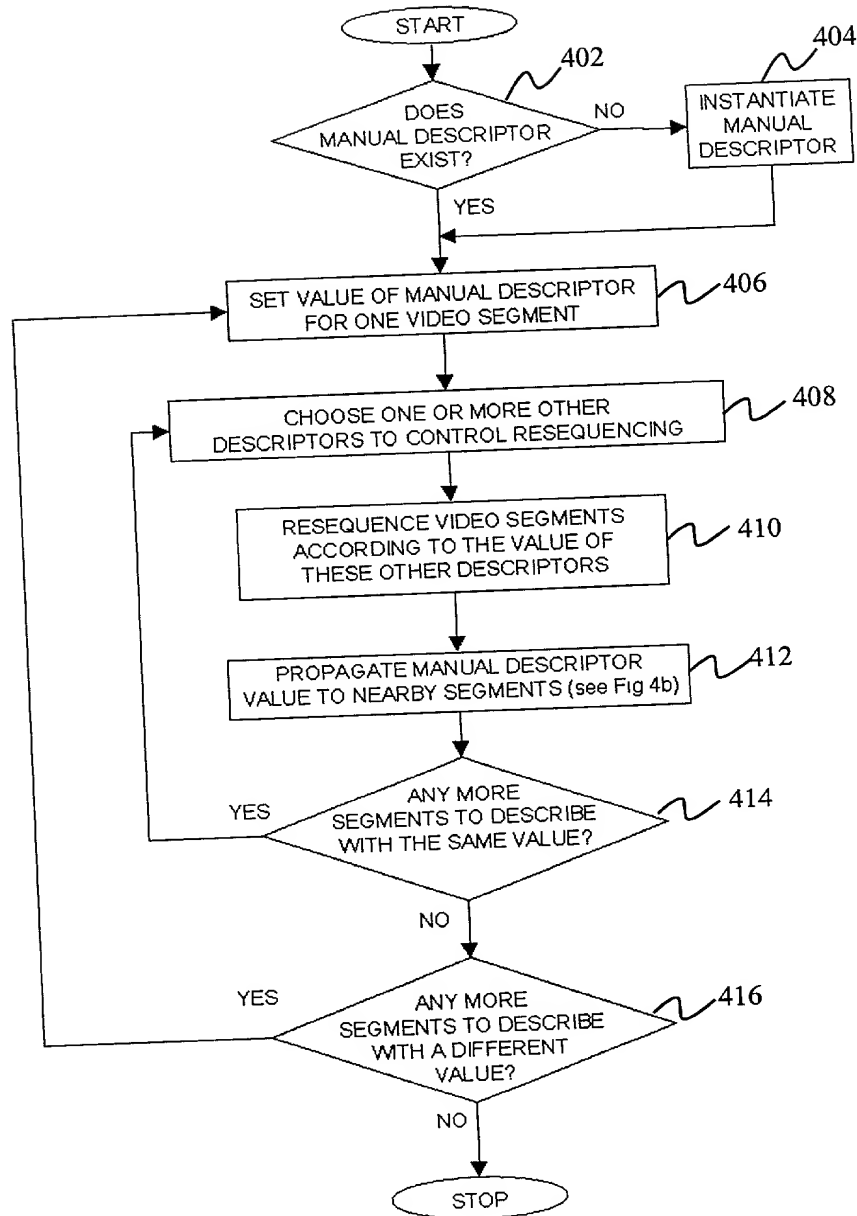 START
402
404
DOES
MANUAL DESCRIPTOR
EXIST?
NO
INSTANTIATE
MANUAL
DESCRIPTOR
YES
SET VALUE OF MANUAL DESCRIPTOR
FOR ONE VIDEO SEGMENT
406
CHOOSE ONE OR MORE OTHER
DESCRIPTORS TO CONTROL RESEQUENCING
408
RESEQUENCE VIDEO SEGMENTS
ACCORDING TO THE VALUE OF
THESE OTHER DESCRIPTORS
410
PROPAGATE MANUAL DESCRIPTOR
VALUE TO NEARBY SEGMENTS (see Fig 4b)
412
YES
ANY MORE
SEGMENTS TO DESCRIBE
WITH THE SAME VALUE?
414
NO
YES
ANY MORE
SEGMENTS TO DESCRIBE
WITH A DIFFERENT
VALUE?
416
NO
STOP